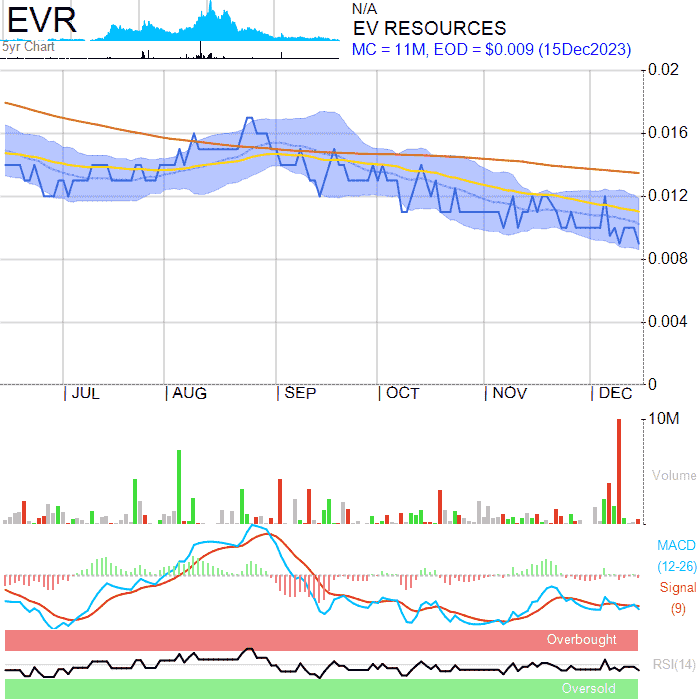 EVR
5yr Chart
N/A
EV RESOURCES
MC = 11M, EOD = $0.009 (15Dec2023)
0.02
0.016
0.012
0.008
0.004
0
JUL AUG SEP OCT NOV DEC
10M
Volume
MACD
(12-26)
Signal
(9)
Overbought
RSI(14)
Oversold